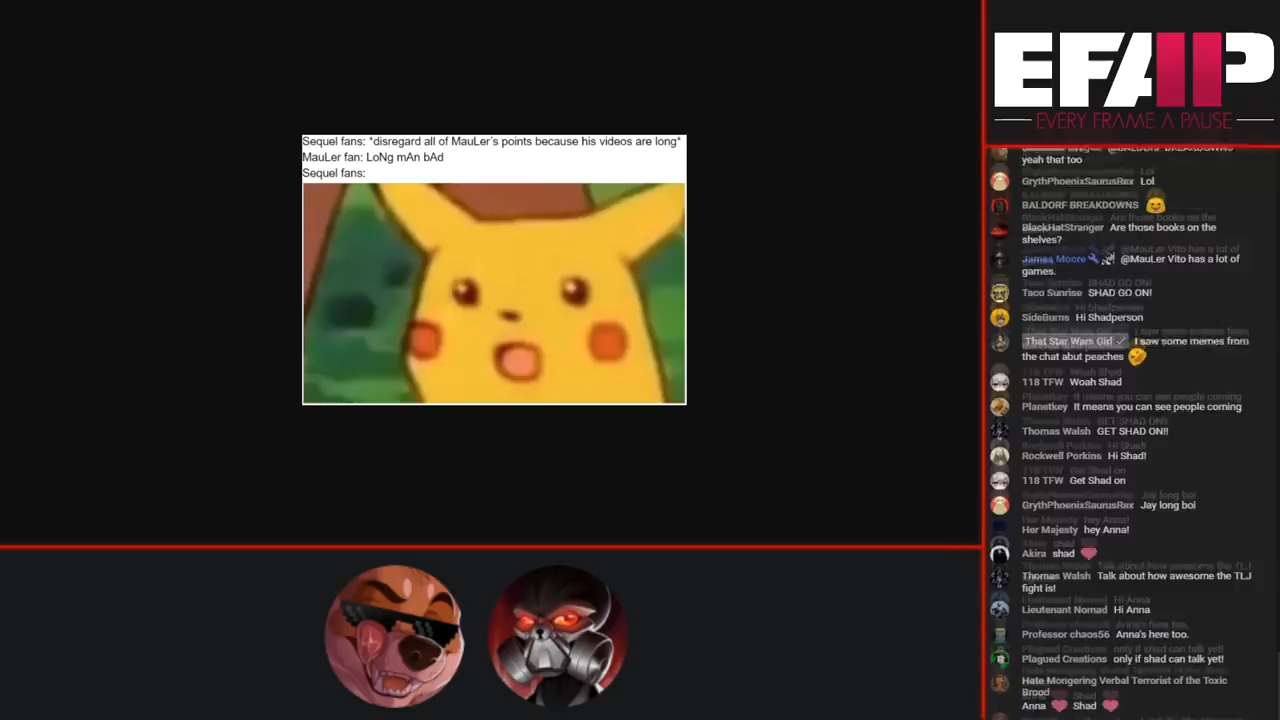 Sequel fans: *disregard all of MauLer's points because his videos are long*
MauLer fan: LoNg mAn bAd
Sequel fans:
EFAP
EVERY FRAME A PAUSE
yeah that too
GrythPhoenixSaurusRex Lol
BALDORF BREAKDOWNS
BlackHatStranger Are those books on the
shelves?
James Moore @MauLer Vito has a lot of
games.
Taco Sunrise SHAD GO ON!
SideBurns Hi Shadperson
That Star Wars Girl I saw some memes from
the chat abut peaches
118 TFW Woah Shad
Planetkey It means you can see people coming
Thomas Walsh GET SHAD ON!!
Rockwell Porkins Hi Shad!
118 TFW Get Shad on
GrythPhoenixSaurusRex Jay long boi
Her Majesty hey Anna!
Akira shad
Thomas Walsh Talk about how awesome the TLJ
fight is!
Lieutenant Nomad Hi Anna
Professor chaos56 Anna's here too.
Plagued Creations only if shad can talk yet!
Hate Mongering Verbal Terrorist of the Toxic
Brood
Anna Shad